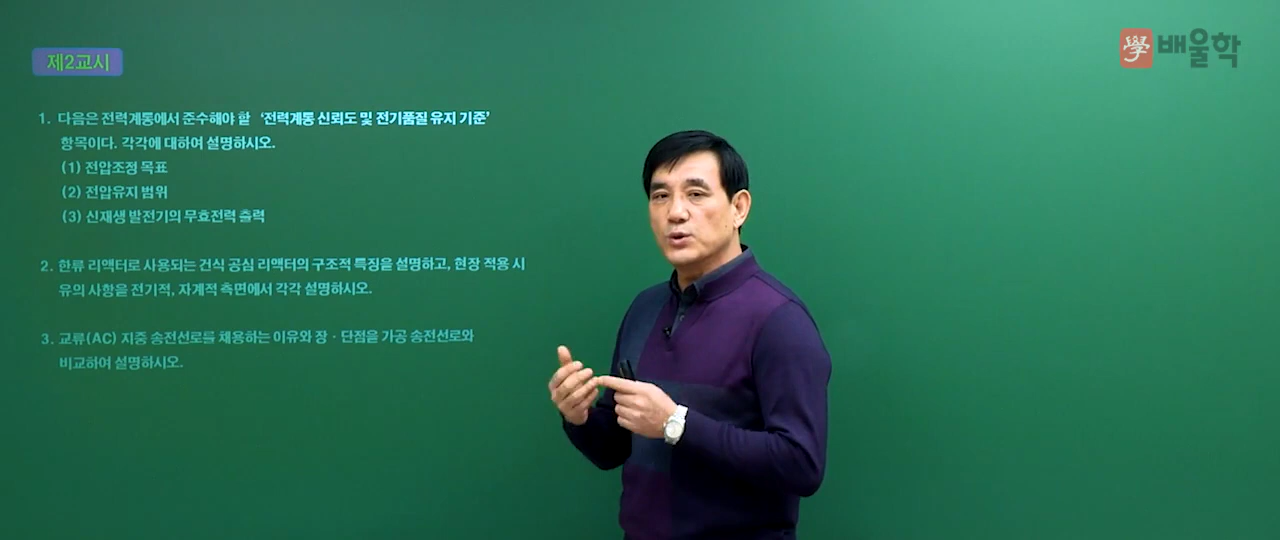 제2교시
學 배울학
1. 다음은 전력계통에서 준수해야 할 ‘전력계통 신뢰도 및 전기품질 유지 기준’
항목이다. 각각에 대하여 설명하시오.
(1) 전압조정 목표
(2) 전압유지 범위
(3) 신재생 발전기의 무효전력 출력
2. 한류 리액터로 사용되는 건식 공심 리액터의 구조적 특징을 설명하고, 현장 적용 시
유의 사항을 전기적, 자계적 측면에서 각각 설명하시오.
3. 교류(AC) 지중 송전선로를 채용하는 이유와 장 · 단점을 가공 송전선로와
비교하여 설명하시오.